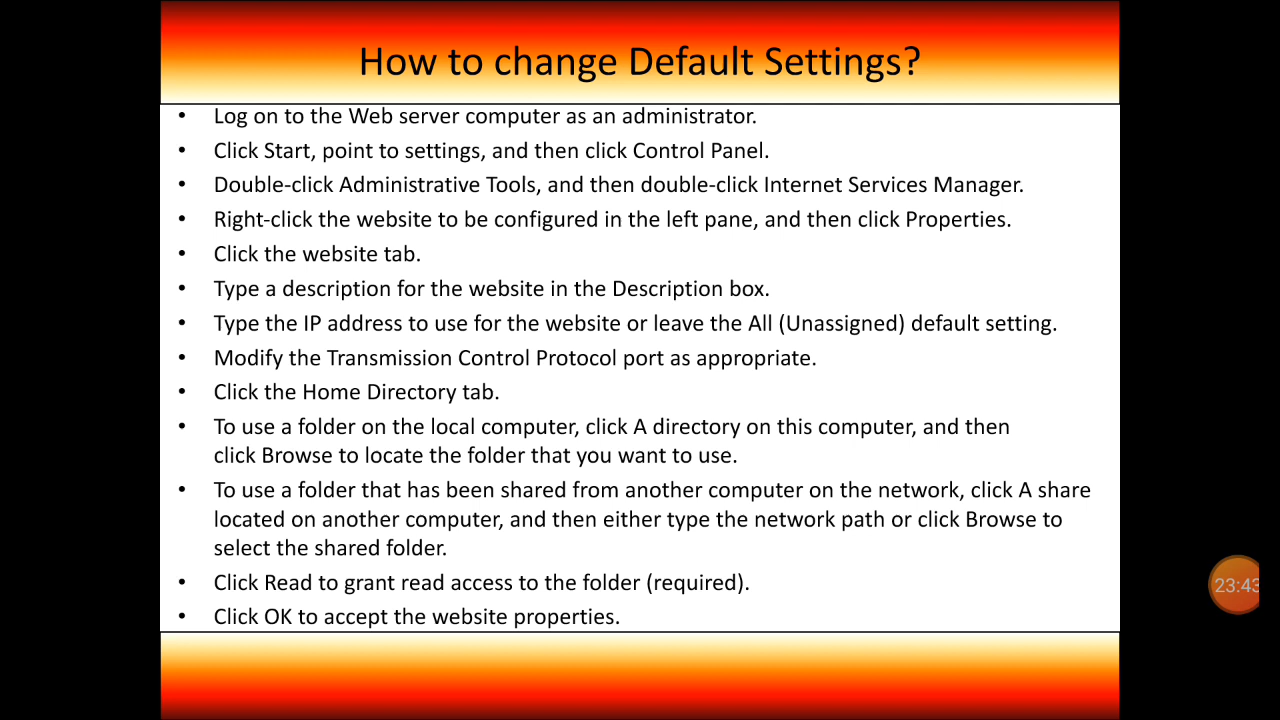 How to change Default Settings?
• Log on to the Web server computer as an administrator.
• Click Start, point to settings, and then click Control Panel.
• Double-click Administrative Tools, and then double-click Internet Services Manager.
• Right-click the website to be configured in the left pane, and then click Properties.
• Click the website tab.
• Type a description for the website in the Description box.
• Type the IP address to use for the website or leave the All (Unassigned) default setting.
• Modify the Transmission Control Protocol port as appropriate.
• Click the Home Directory tab.
• To use a folder on the local computer, click A directory on this computer, and then
click Browse to locate the folder that you want to use.
• To use a folder that has been shared from another computer on the network, click A share
located on another computer, and then either type the network path or click Browse to
select the shared folder.
• Click Read to grant read access to the folder (required).
• Click OK to accept the website properties.
23:43